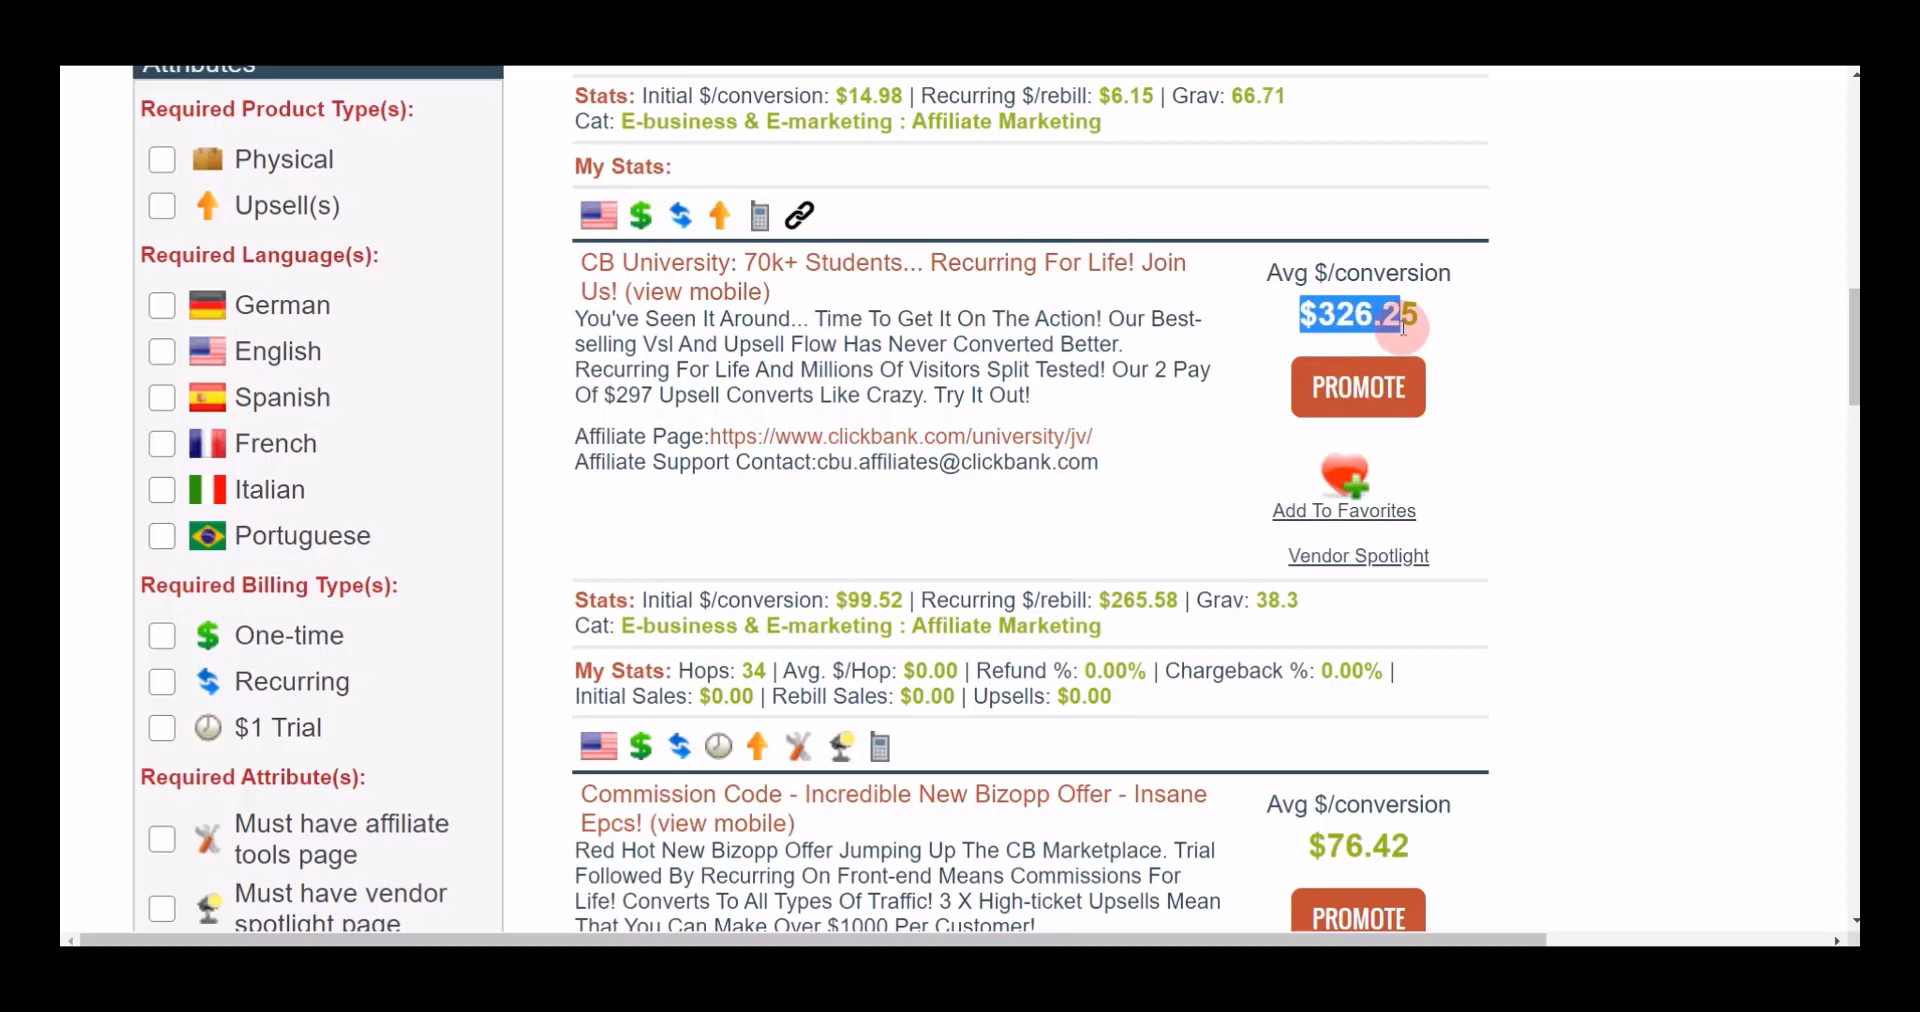 Attributes
Required Product Type(s):
Physical
Upsell(s)
Required Language(s):
German
English
Spanish
French
Italian
Portuguese
Required Billing Type(s):
One-time
Recurring
$1 Trial
Required Attribute(s):
Must have affiliate
tools page
Must have vendor
spotlight page
Stats: Initial $/conversion: $14.98 | Recurring $/rebill: $6.15 | Grav: 66.71
Cat: E-business & E-marketing : Affiliate Marketing
My Stats:
CB University: 70k+ Students... Recurring For Life! Join
Us! (view mobile)
You've Seen It Around... Time To Get It On The Action! Our Best-
selling Vsl And Upsell Flow Has Never Converted Better.
Recurring For Life And Millions Of Visitors Split Tested! Our 2 Pay
Of $297 Upsell Converts Like Crazy. Try It Out!
Affiliate Page:https://www.clickbank.com/university/jv/
Affiliate Support Contact:cbu.affiliates@clickbank.com
Avg $/conversion
$326.25
PROMOTE
Add To Favorites
Vendor Spotlight
Stats: Initial $/conversion: $99.52 | Recurring $/rebill: $265.58 | Grav: 38.3
Cat: E-business & E-marketing : Affiliate Marketing
My Stats: Hops: 34 | Avg. $/Hop: $0.00 | Refund %: 0.00% | Chargeback %: 0.00% |
Initial Sales: $0.00 | Rebill Sales: $0.00 | Upsells: $0.00
Commission Code - Incredible New Bizopp Offer - Insane
Epcs! (view mobile)
Red Hot New Bizopp Offer Jumping Up The CB Marketplace. Trial
Followed By Recurring On Front-end Means Commissions For
Life! Converts To All Types Of Traffic! 3 X High-ticket Upsells Mean
That You Can Make Over $1000 Per Customer!
Avg $/conversion
$76.42
PROMOTE